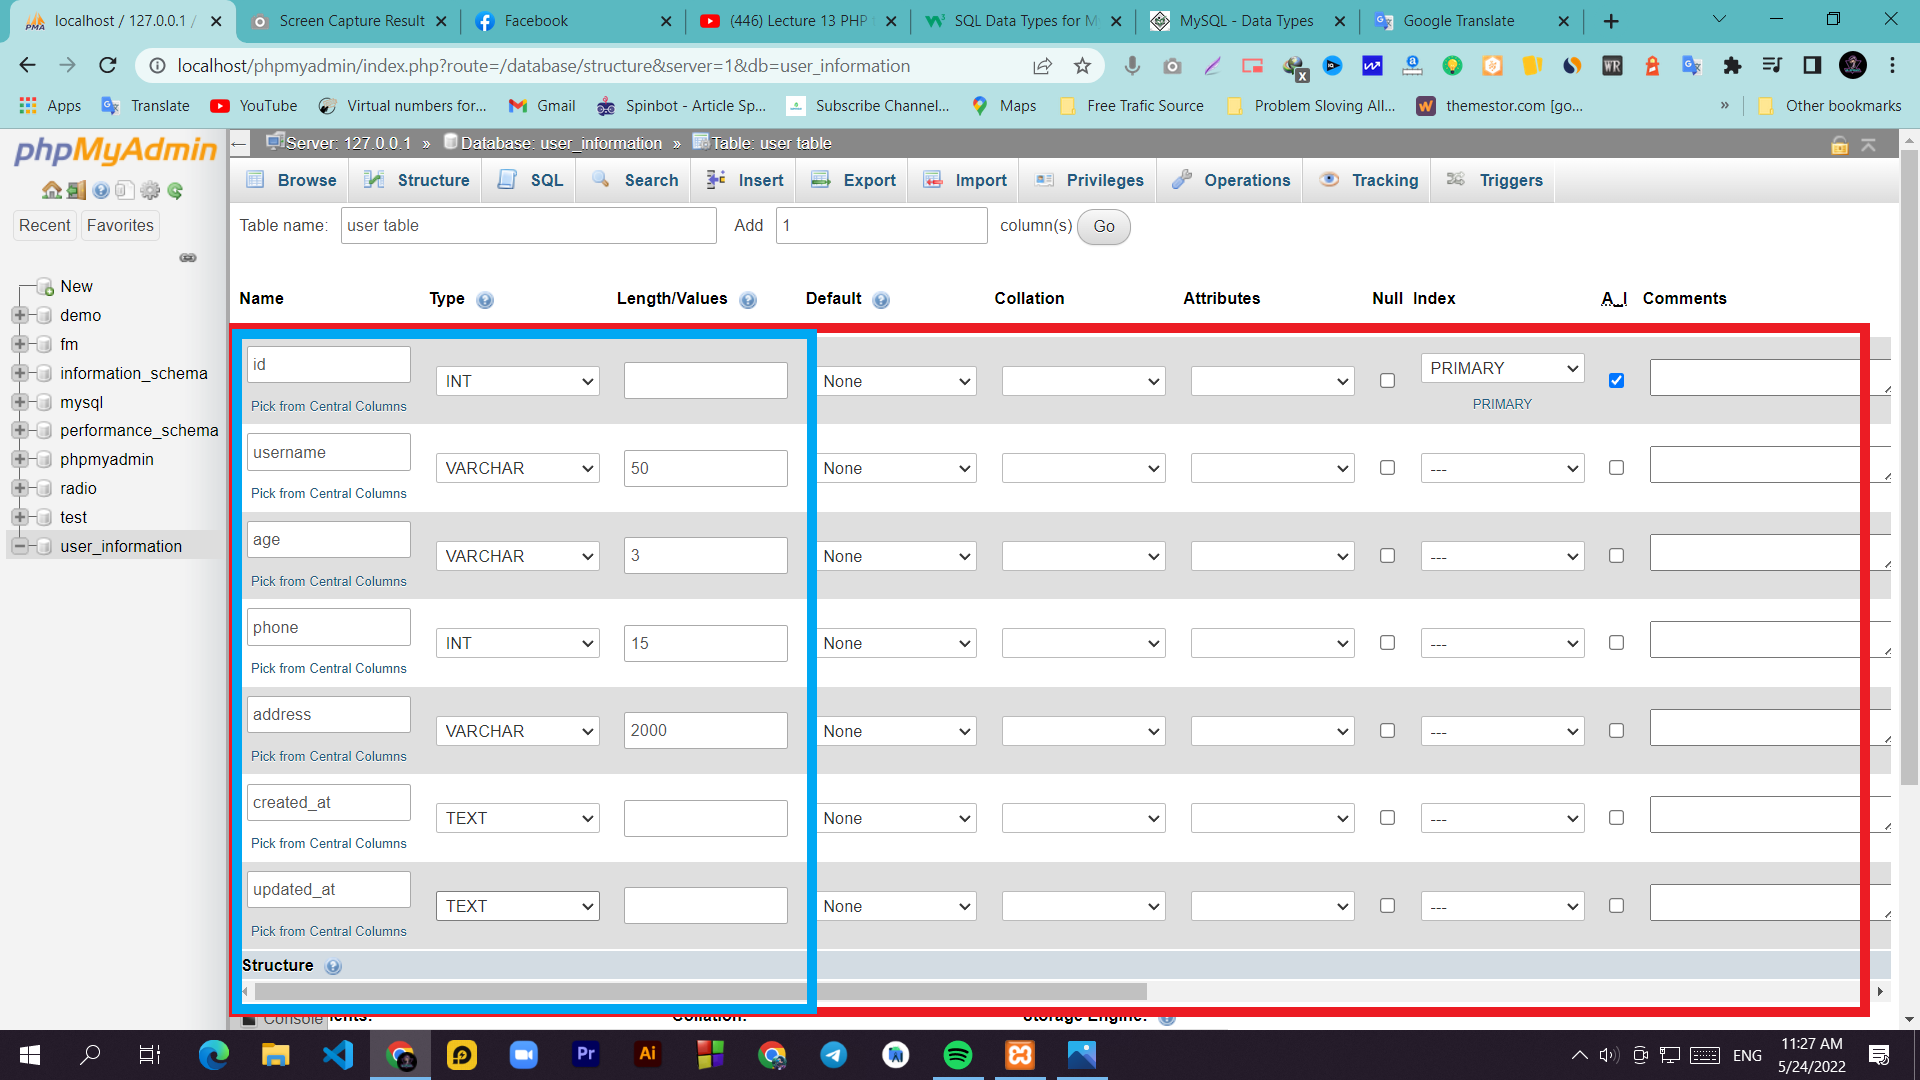 localhost / 127.0.0.1 /
Screen Capture Result
Facebook
(446) Lecture 13 PHP
SQL Data Types for M
MySQL - Data Types
Google Translate
localhost/phpmyadmin/index.php?route=/database/structure&server=1&db=user_information
Apps
Translate
YouTube
Virtual numbers for...
Gmail
Spinbot - Article Sp...
Subscribe Channel...
Maps
Free Trafic Source
Problem Sloving All...
themestor.com [go...
»
Other bookmarks
phpMyAdmin
Recent
Favorites
New
demo
fm
information_schema
mysql
performance_schema
phpmyadmin
radio
test
user_information
Server: 127.0.0.1 » Database: user_information » Table: user table
Browse
Structure
SQL
Search
Insert
Export
Import
Privileges
Operations
Tracking
Triggers
Table name: user table Add 1 column(s) Go
Name Type Length/Values Default Collation Attributes Null Index A_I Comments
id INT None PRIMARY
Pick from Central Columns PRIMARY
username VARCHAR 50 None ---
Pick from Central Columns
age VARCHAR 3 None ---
Pick from Central Columns
phone INT 15 None ---
Pick from Central Columns
address VARCHAR 2000 None ---
Pick from Central Columns
created_at TEXT None ---
Pick from Central Columns
updated_at TEXT None ---
Pick from Central Columns
Structure
Console
Collation:
Storage Engine:
ENG
11:27 AM
5/24/2022